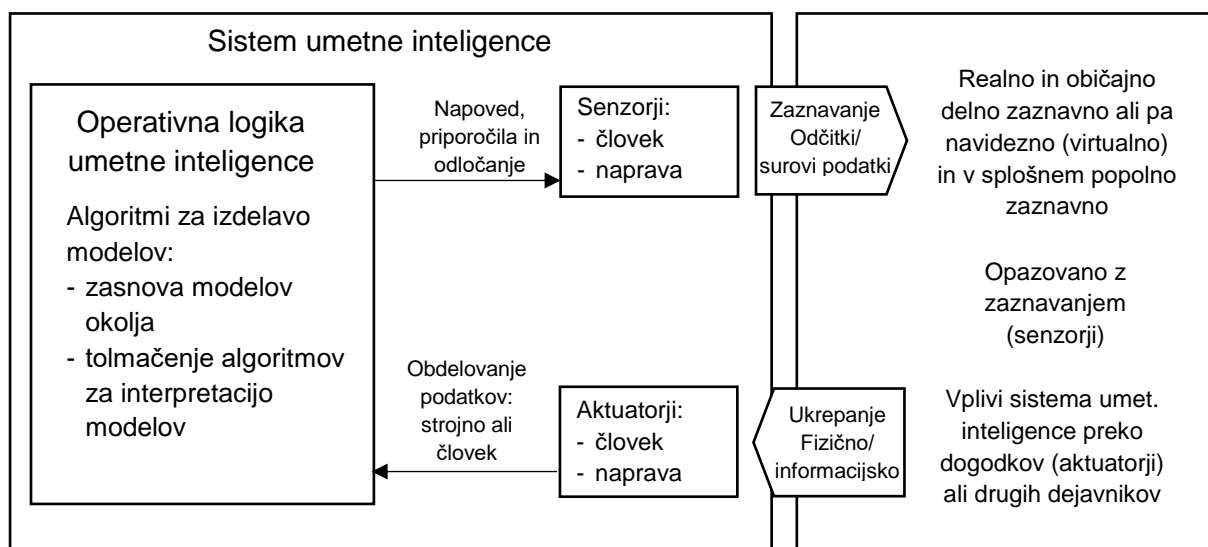 Sistem umetne inteligence
Operativna logika
umetne inteligence
Algoritmi za izdelavo
modelov:
- zasnova modelov
okolja
- tolmačenje algoritmov
za interpretacijo
modelov
Napoved,
priporočila in
odločanje
Senzorji:
- človek
- naprava
Zaznavanje
Odčitki/
surovi podatki
Obdelovanje
podatkov:
strojno ali
človek
Aktuatorji:
- človek
- naprava
Ukrepanje
Fizično/
informacijsko
Realno in običajno
delno zaznavno ali pa
navidezno (virtualno)
in v splošnem popolno
zaznavno
Opazovano z
zaznavanjem
(senzorji)
Vplivi sistema umet.
inteligence preko
dogodkov (aktuatorji)
ali drugih dejavnikov